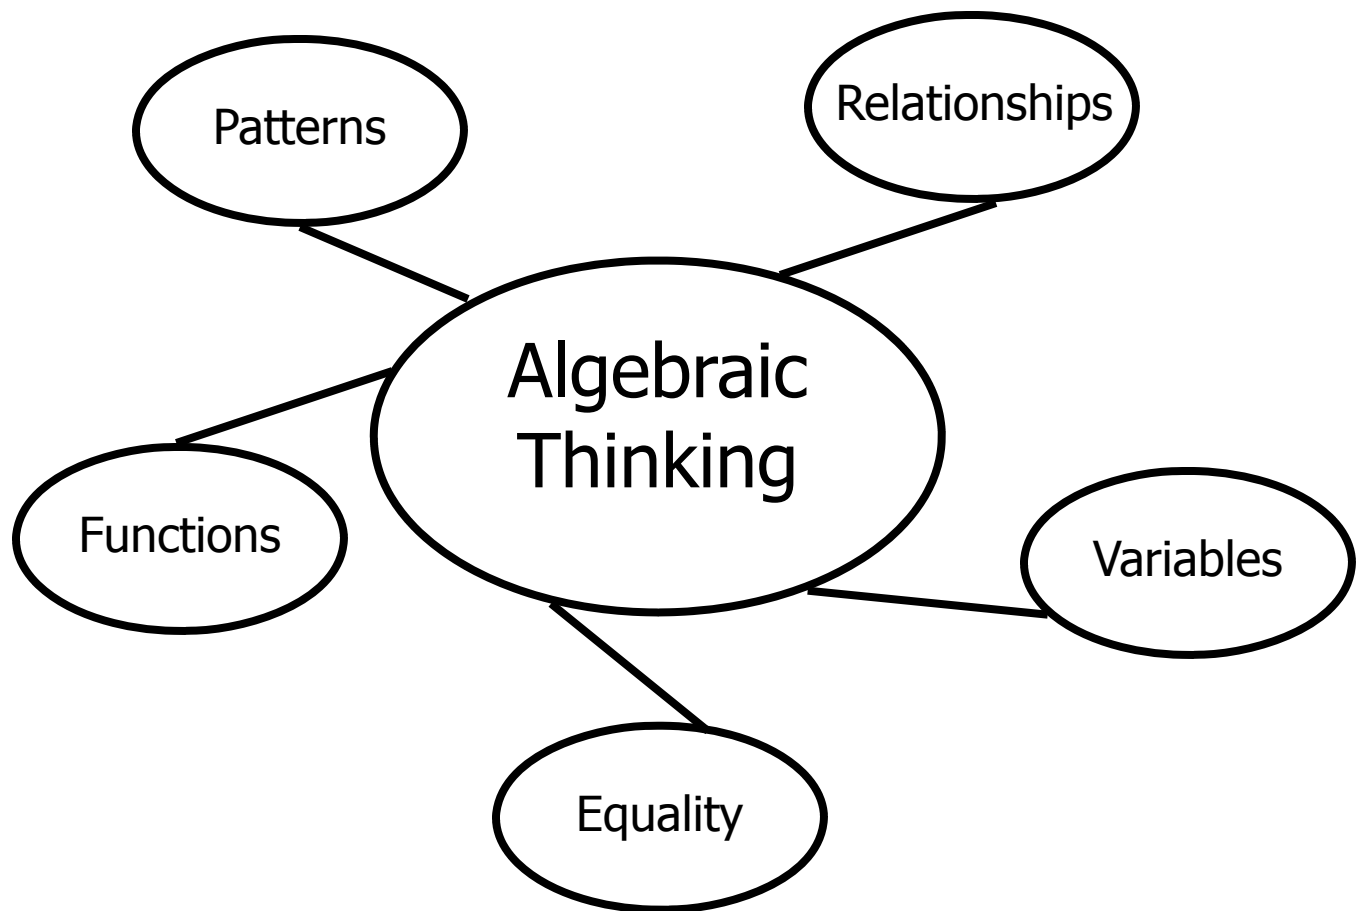 Patterns
Relationships
Algebraic
Thinking
Functions
Variables
Equality